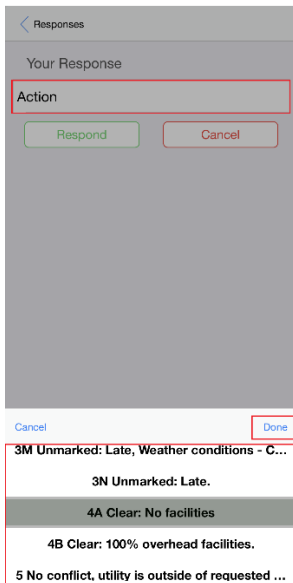 Responses
Your Response
Action
Respond Cancel
Cancel Done
3M Unmarked: Late, Weather conditions - C...
3N Unmarked: Late.
4A Clear: No facilities
4B Clear: 100% overhead facilities.
5 No conflict, utility is outside of requested ...